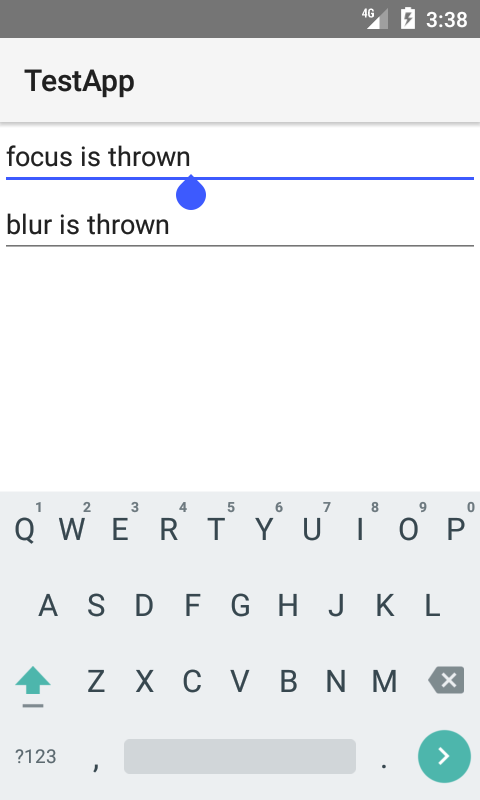 4G 3:38
TestApp
focus is thrown
blur is thrown
1 2 3 4 5 6 7 8 9 0
Q W E R T Y U I O P
A S D F G H J K L
Z X C V B N M
?123 , .